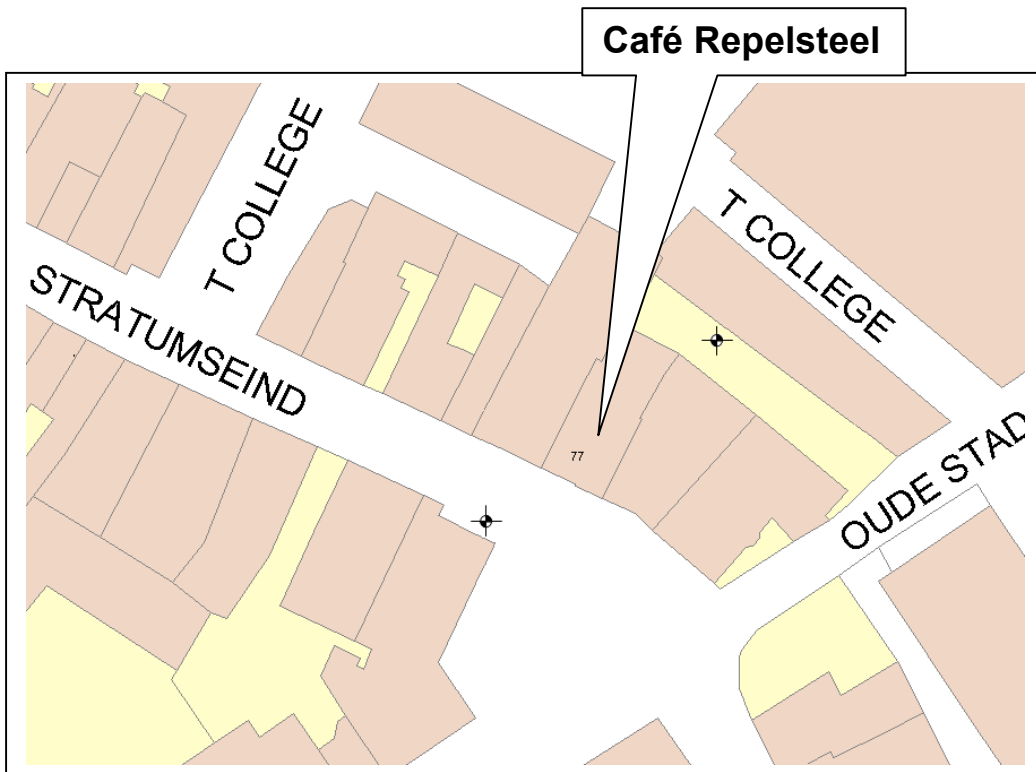 Café Repelsteel
T COLLEGE
T COLLEGE
STRATUMSEIND
77
OUDE STAD